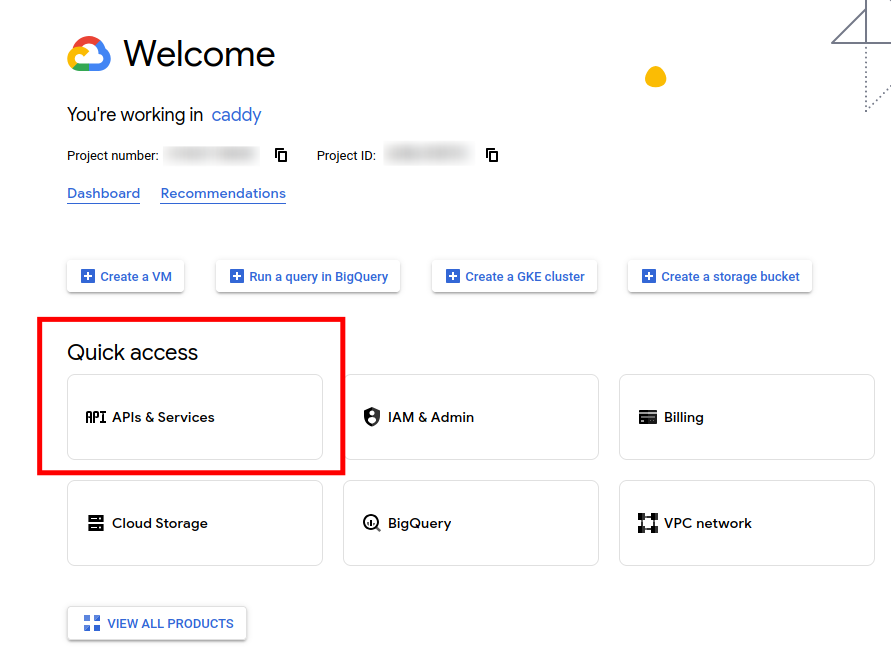 Welcome
You're working in caddy
Project number: Project ID:
Dashboard Recommendations
Create a VM Run a query in BigQuery Create a GKE cluster Create a storage bucket
Quick access
API APIs & Services IAM & Admin Billing
Cloud Storage BigQuery VPC network
VIEW ALL PRODUCTS